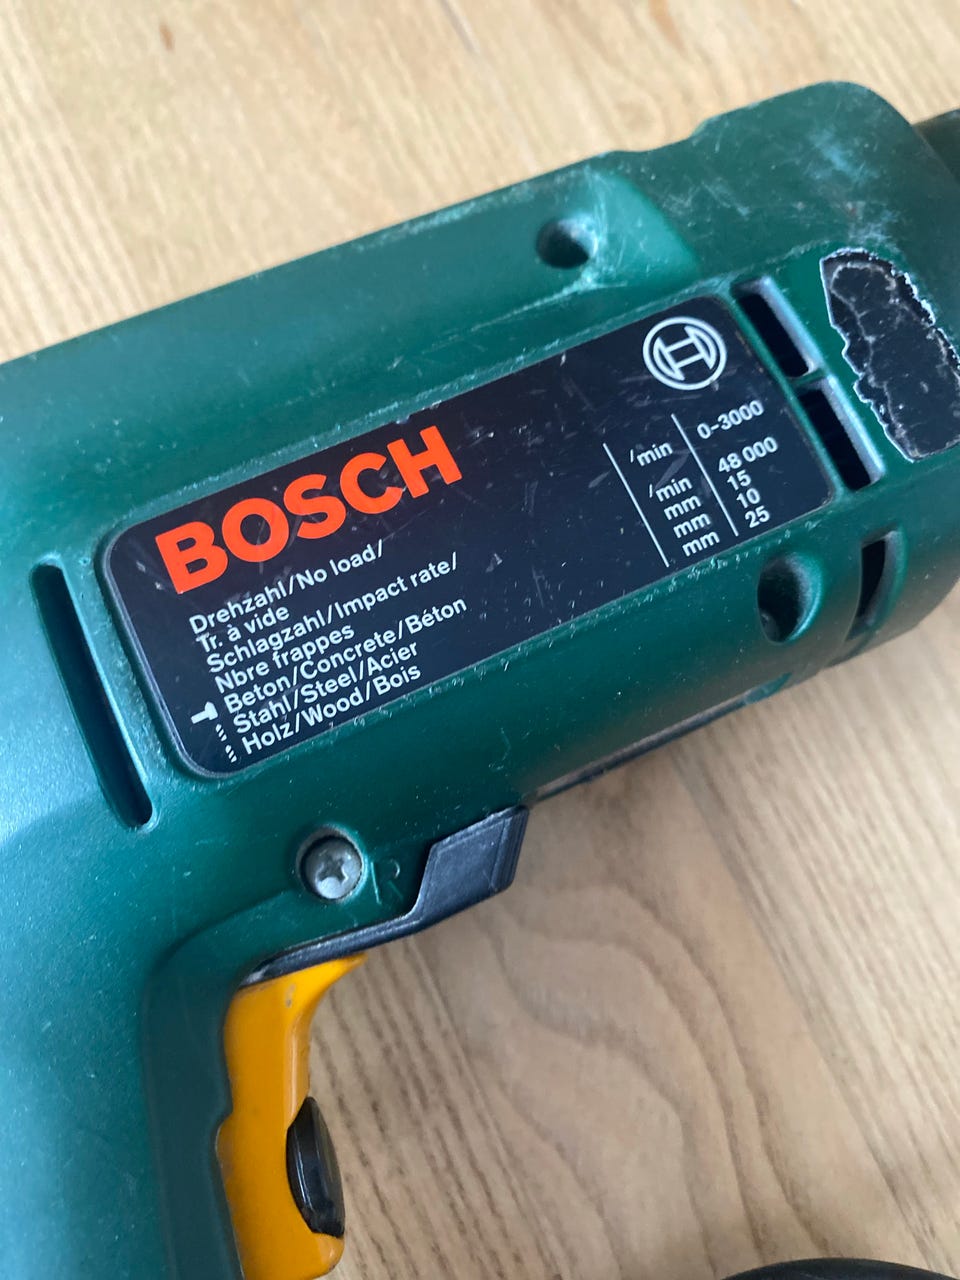 BOSCH
Drehzahl/No load/ /min 0-3000
Tr. à vide
Schlagzahl/Impact rate/ /min 48 000
Nbre frappes
Beton/Concrete/Béton mm 15
Stahl/Steel/Acier mm 10
Holz/Wood/Bois mm 25
R